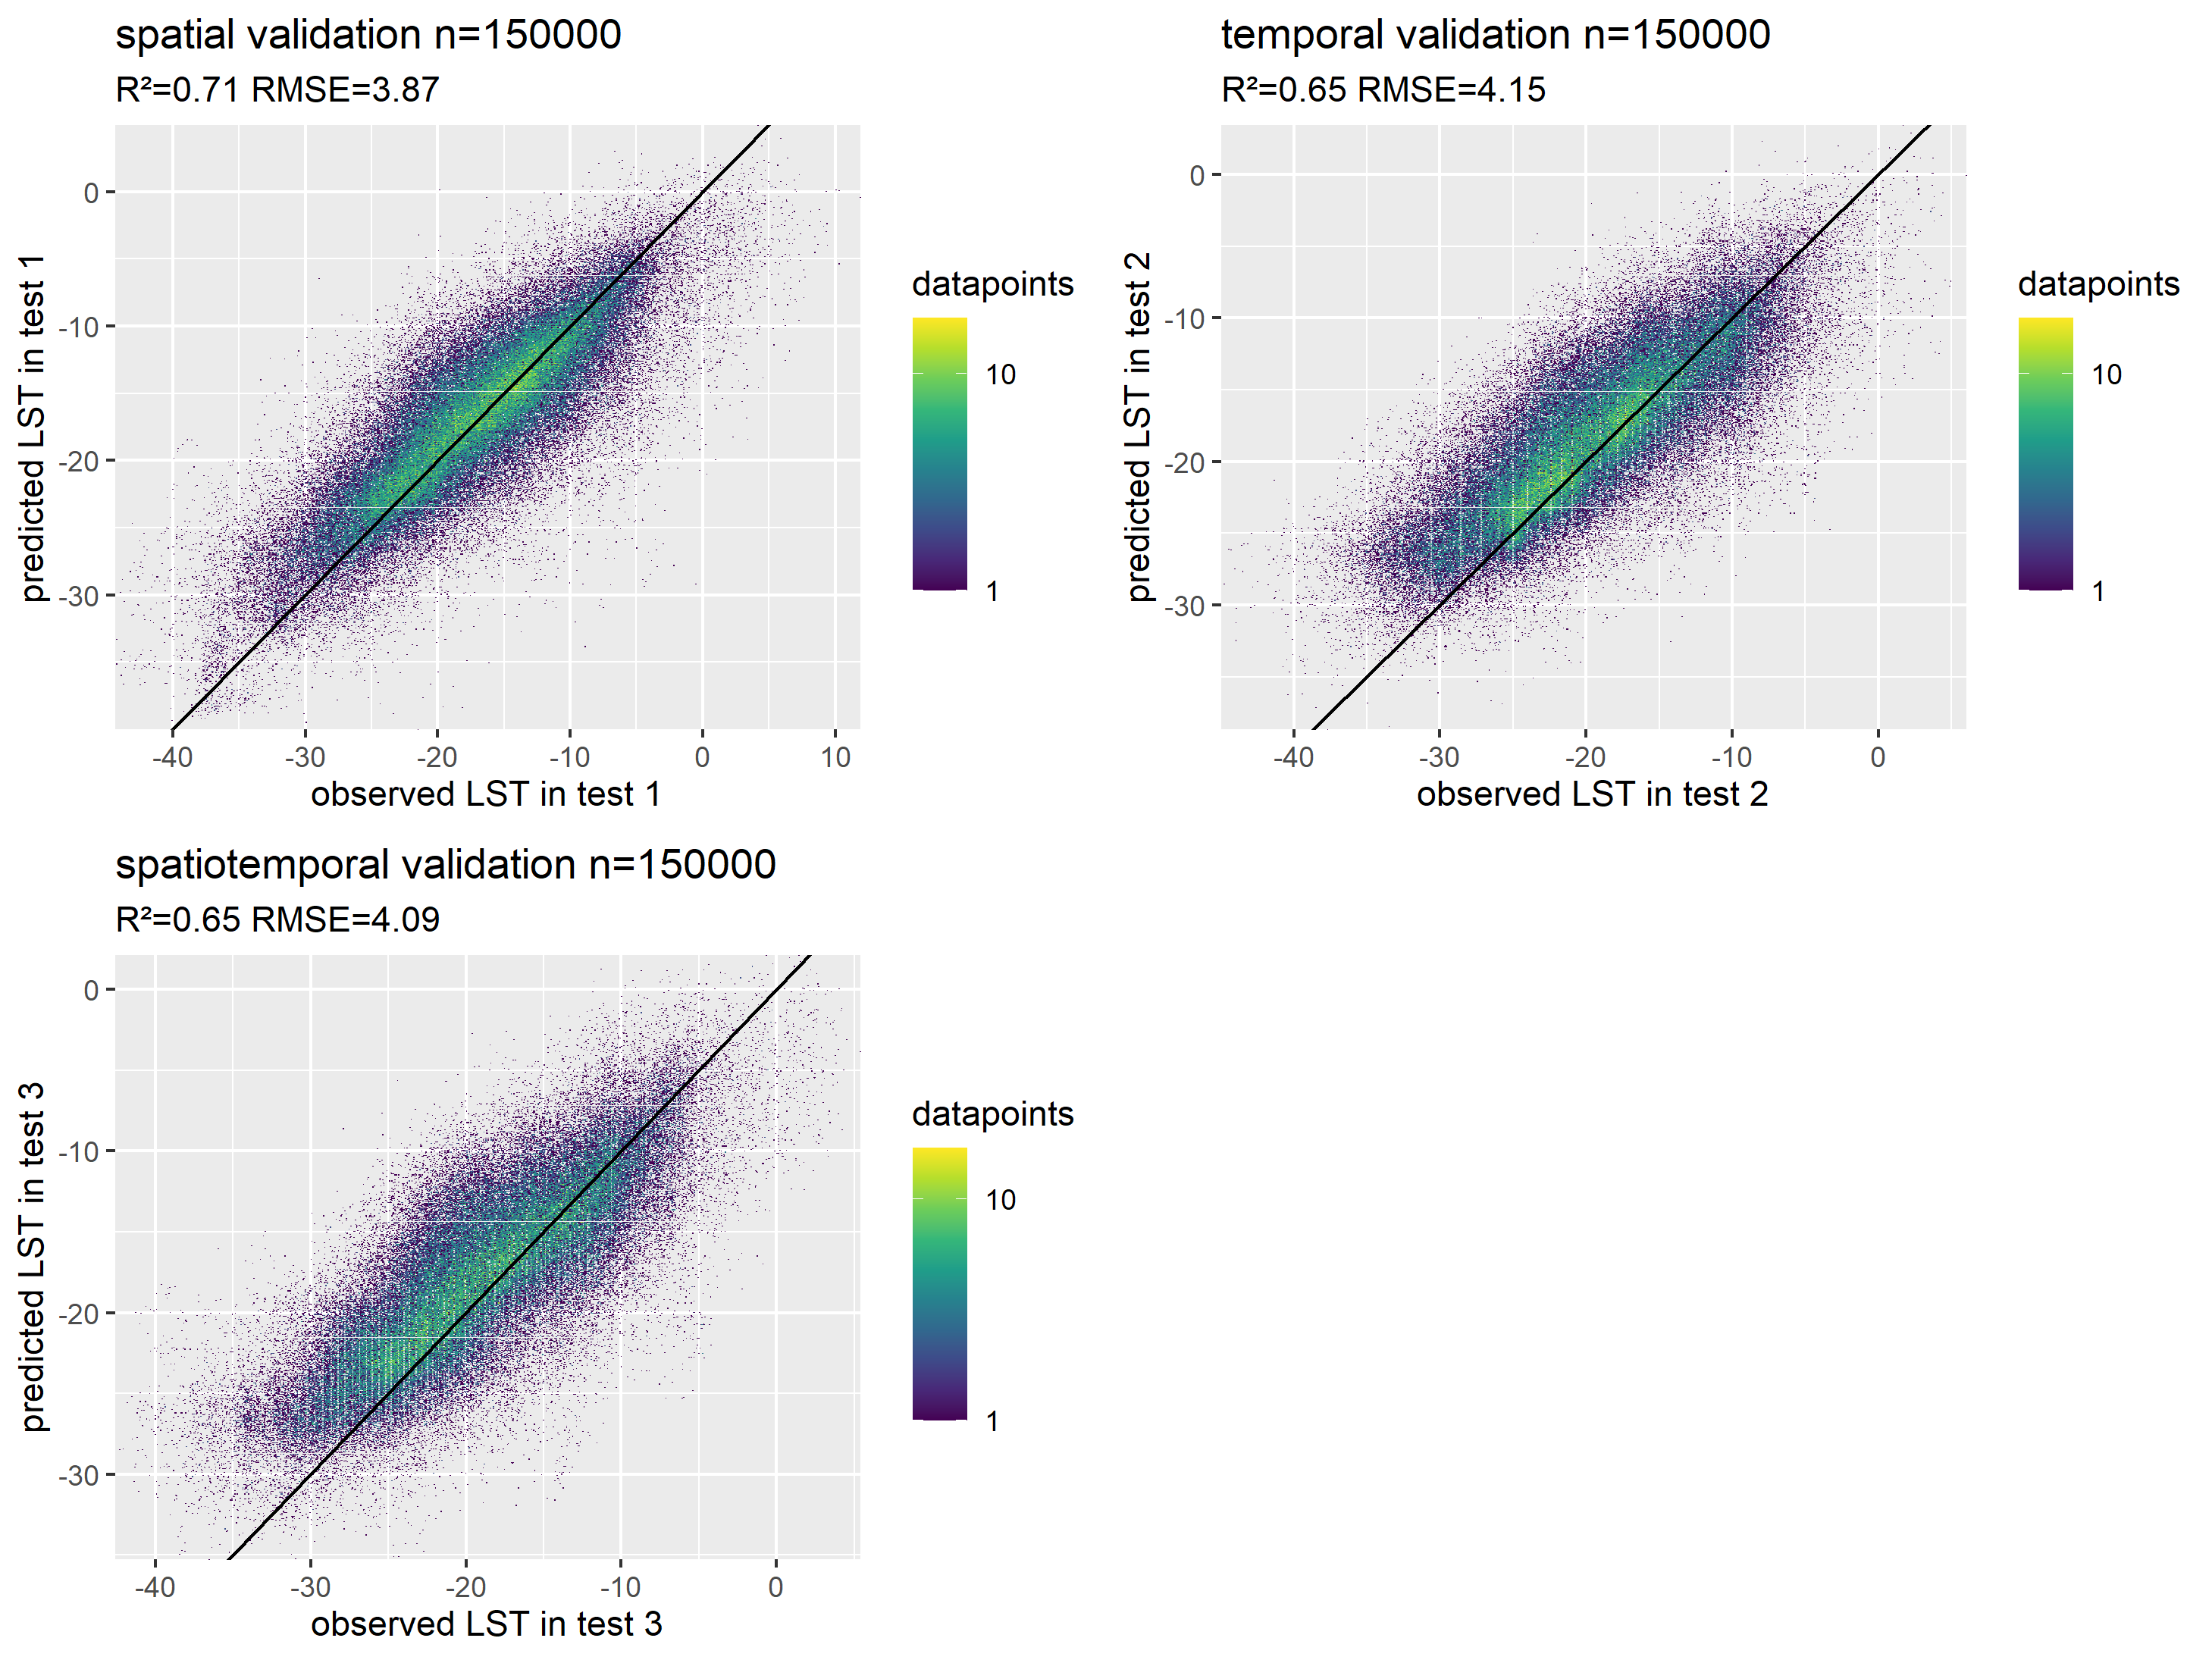 spatial validation n=150000
R²=0.71 RMSE=3.87
predicted LST in test 1
0
-10
-20
-30
-40
-30
-20
-10
0
10
observed LST in test 1
datapoints
10
1
temporal validation n=150000
R²=0.65 RMSE=4.15
predicted LST in test 2
0
-10
-20
-30
-40
-30
-20
-10
0
observed LST in test 2
datapoints
10
1
spatiotemporal validation n=150000
R²=0.65 RMSE=4.09
predicted LST in test 3
0
-10
-20
-30
-40
-30
-20
-10
0
observed LST in test 3
datapoints
10
1